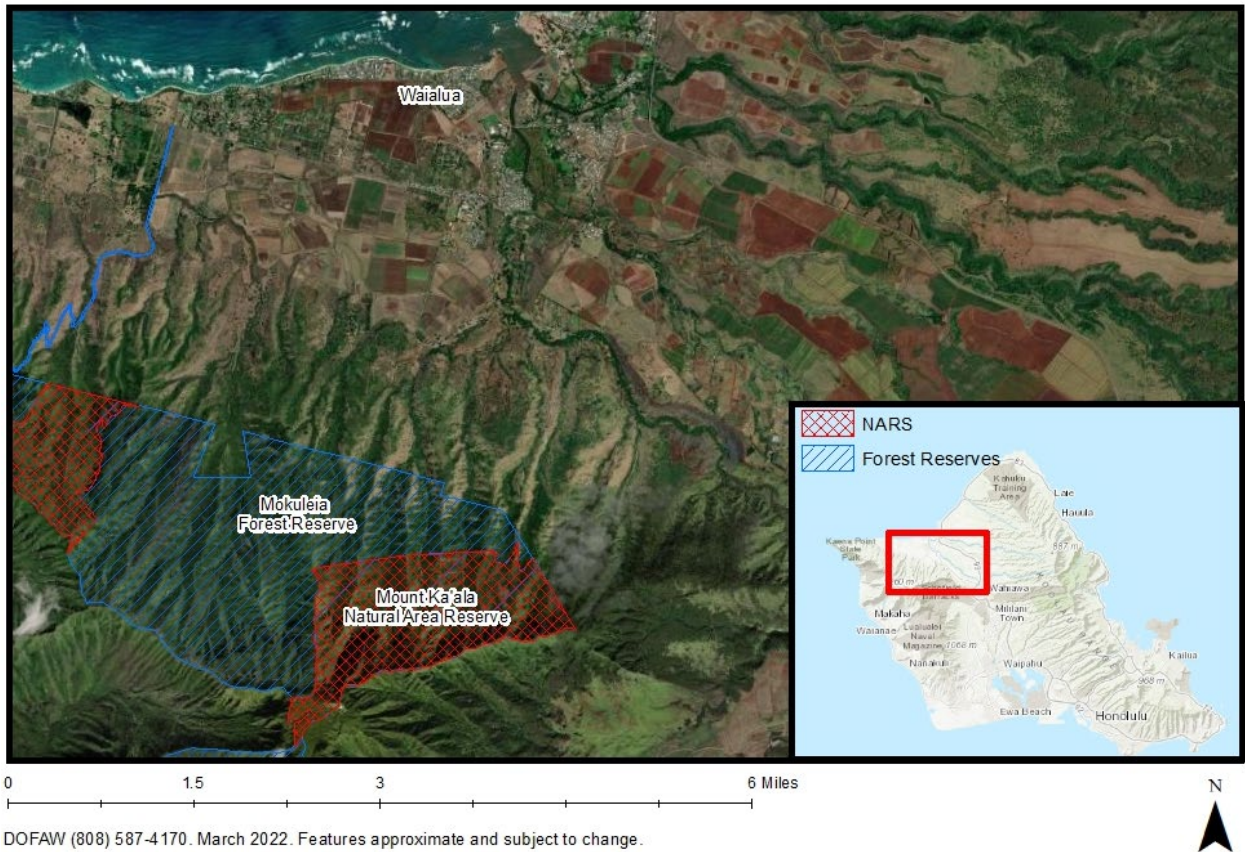 Waialua
Mokuleia
Forest Reserve
Mount Ka'ala
Natural Area Reserve
NARS
Forest Reserves
Kahuku
Training
Area
Laie
Hauula
Kaena Point
State
Park
867 m
Wahiawa
Makaha
Mililani
Town
Waianae
Lualualei
Naval
Magazine
Kailua
Nanakuli
Waipahu
968 m
Ewa Beach
Honolulu
0 1.5 3 6 Miles
N
DOFAW (808) 587-4170. March 2022. Features approximate and subject to change.